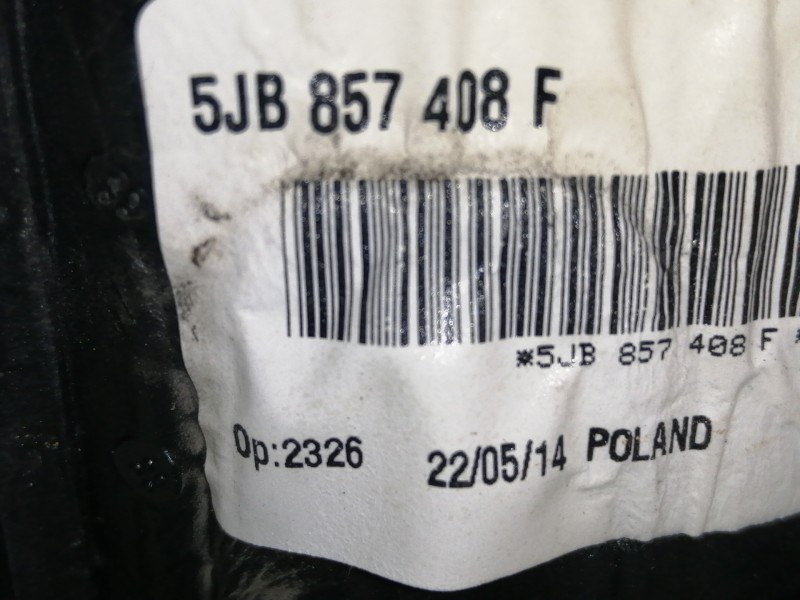 5JB 857 408 F
*5JB 857 408 F *
Op:2326 22/05/14 POLAND